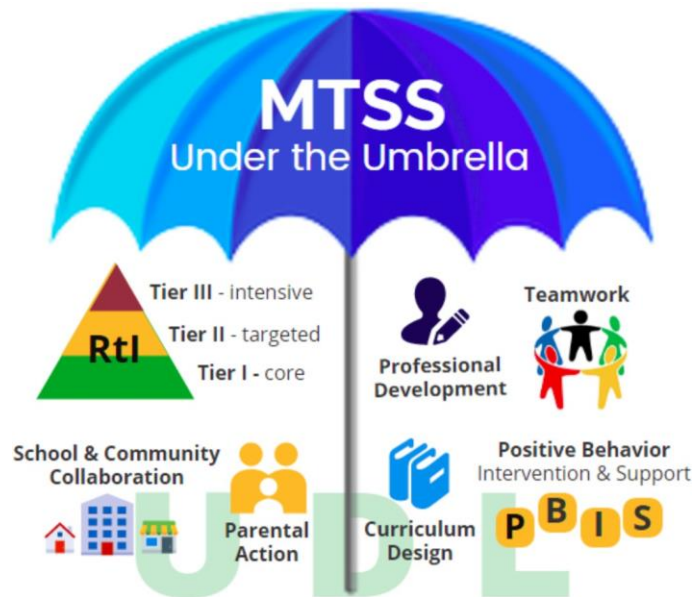 MTSS
Under the Umbrella
RtI
Tier III - intensive
Tier II - targeted
Tier I - core
Professional
Development
Teamwork
School & Community
Collaboration
Parental
Action
Curriculum
Design
Positive Behavior
Intervention & Support
P B I S
U D L